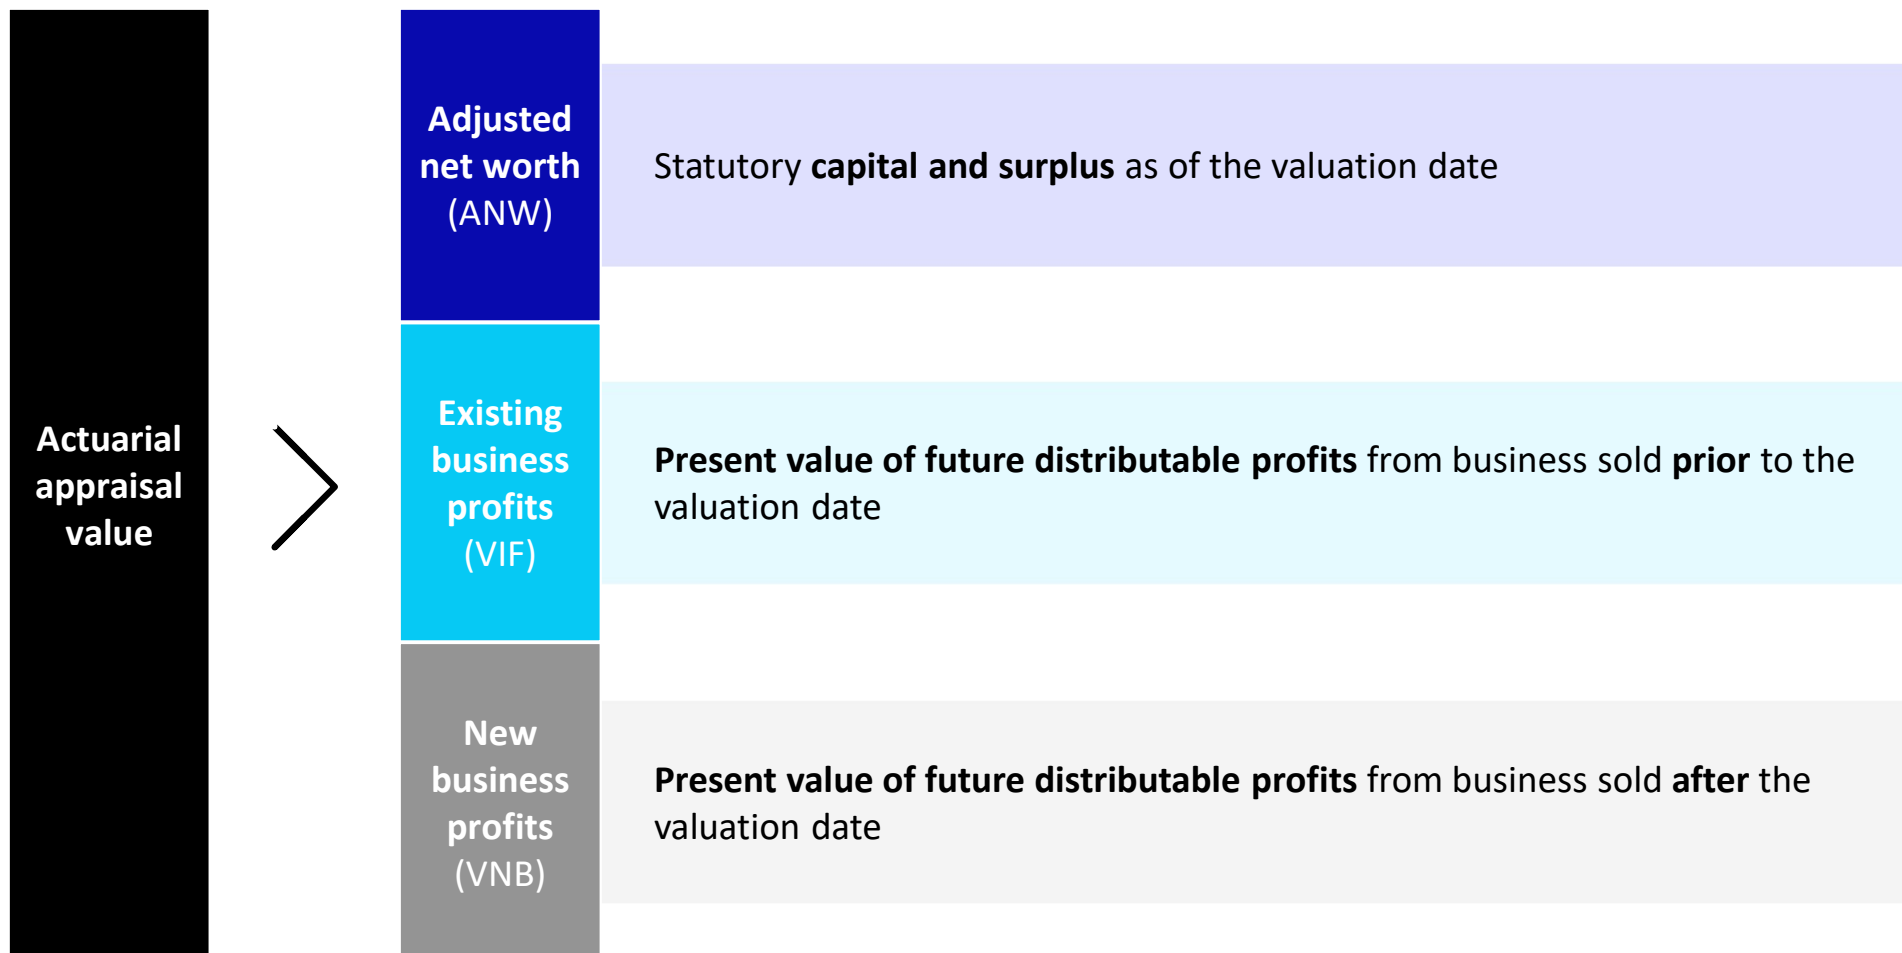 Actuarial
appraisal
value
Adjusted
net worth
(ANW)
Statutory capital and surplus as of the valuation date
Existing
business
profits
(VIF)
Present value of future distributable profits from business sold prior to the
valuation date
New
business
profits
(VNB)
Present value of future distributable profits from business sold after the
valuation date